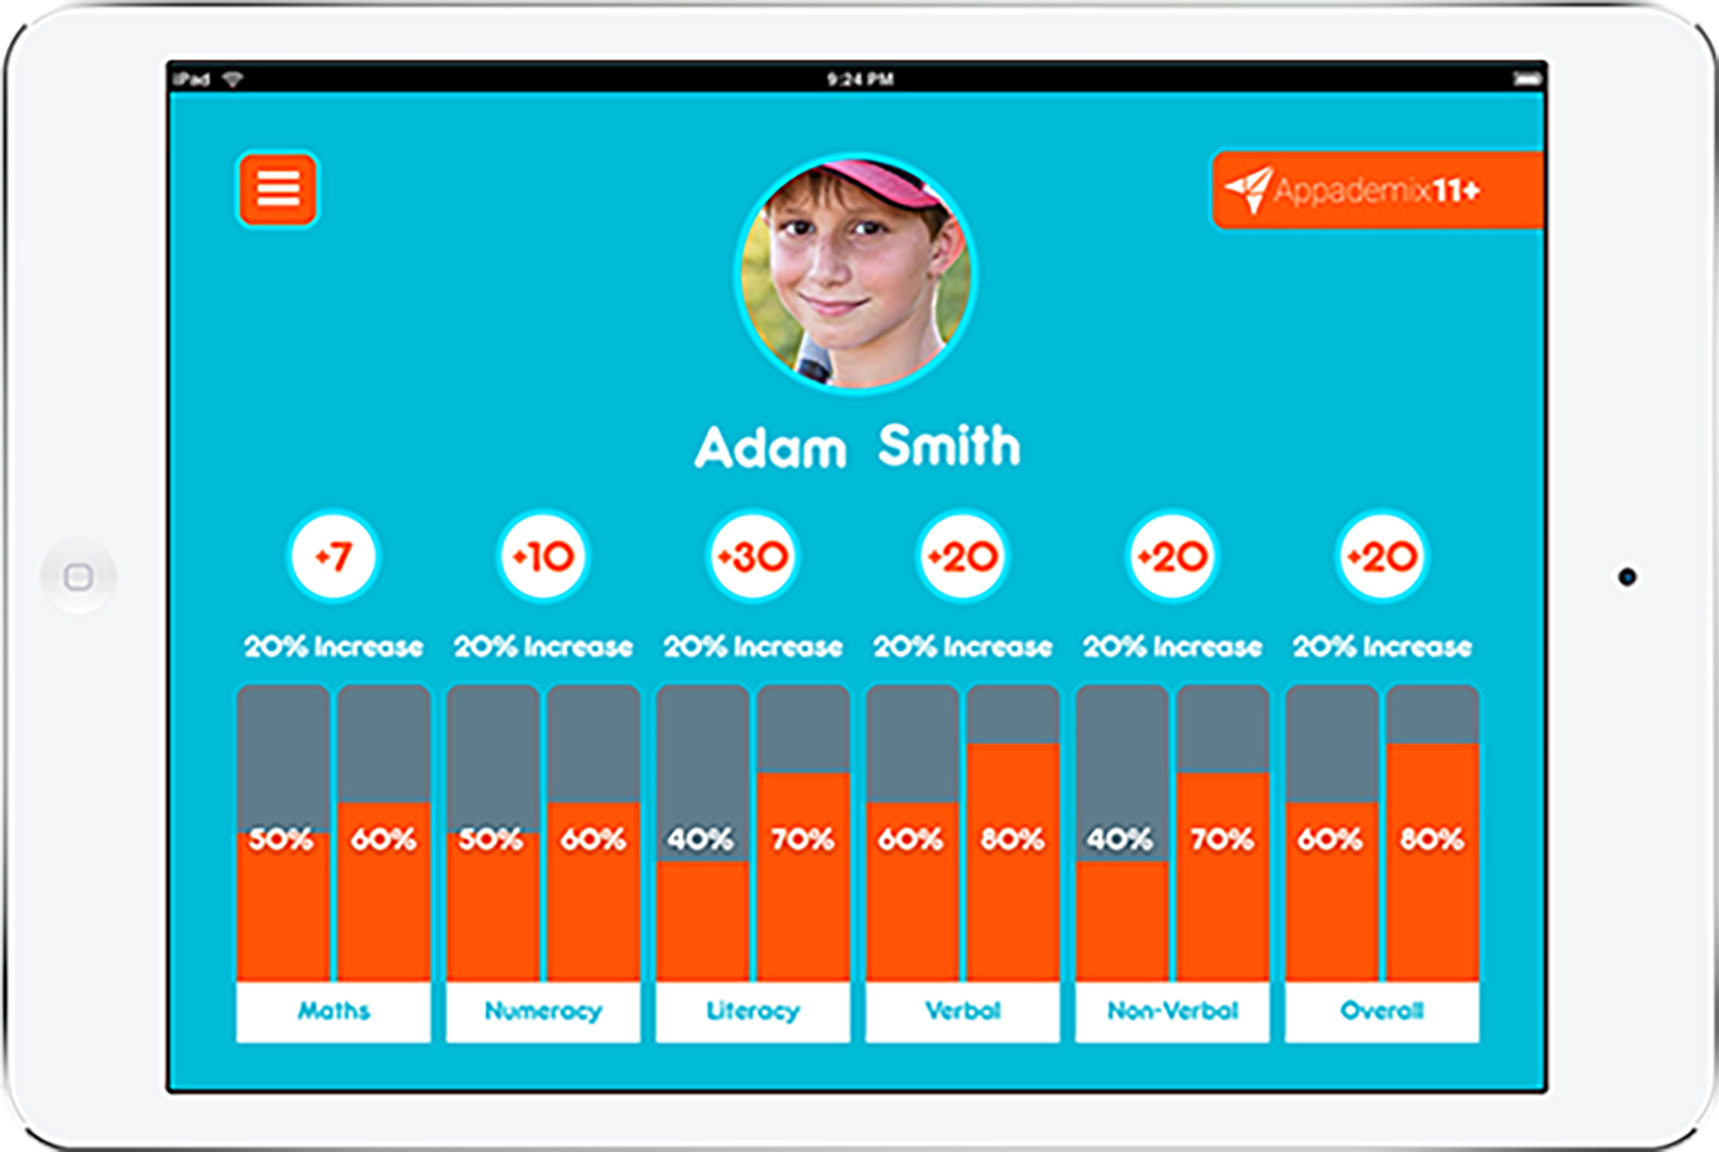 iPad 9:24 PM
Appademix11+
Adam Smith
+7 +10 +30 +20 +20 +20
20% Increase 20% Increase 20% Increase 20% Increase 20% Increase 20% Increase
50% 60% 50% 60% 40% 70% 60% 80% 40% 70% 60% 80%
Maths Numeracy Literacy Verbal Non-Verbal Overall